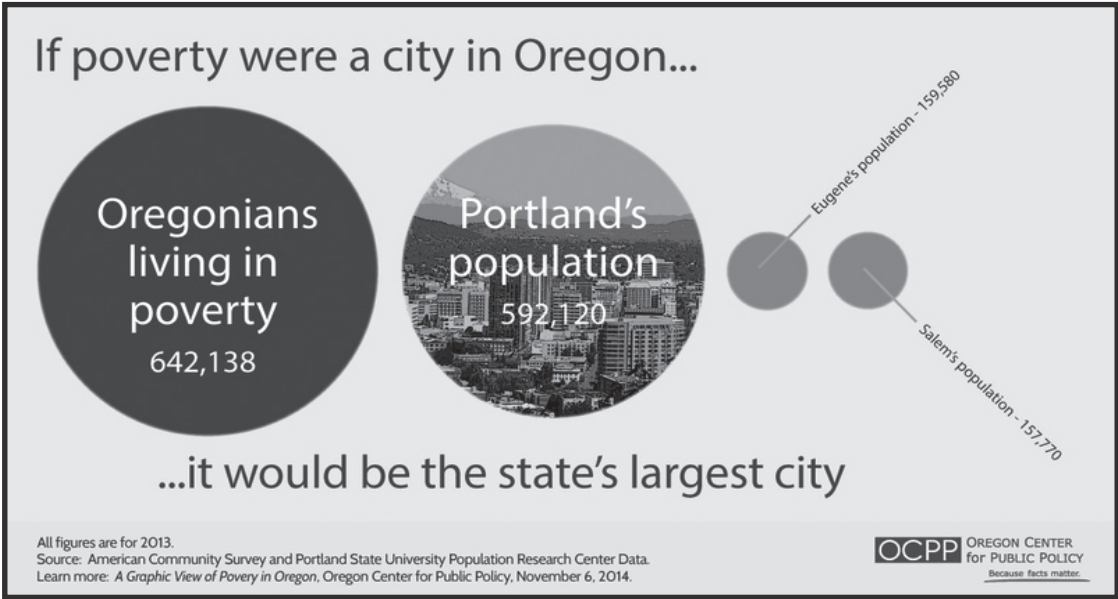 If poverty were a city in Oregon...
Oregonians
living in
poverty
642,138
Portland's
population
592,120
Eugene's population - 159,580
Salem's population - 157,770
...it would be the state's largest city
All figures are for 2013.
Source: American Community Survey and Portland State University Population Research Center Data.
Learn more: A Graphic View of Povery in Oregon, Oregon Center for Public Policy, November 6, 2014.
OCPP
OREGON CENTER
for PUBLIC POLICY
Because facts matter.